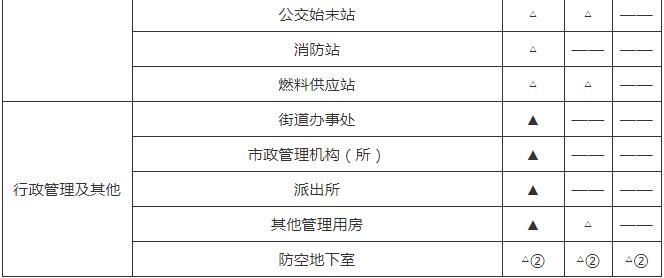 公交始末站 △ △ ——
消防站 △ —— ——
燃料供应站 △ △ ——
行政管理及其他
街道办事处 ▲ —— ——
市政管理机构（所） ▲ —— ——
派出所 ▲ —— ——
其他管理用房 ▲ △ ——
防空地下室 △② △② △②